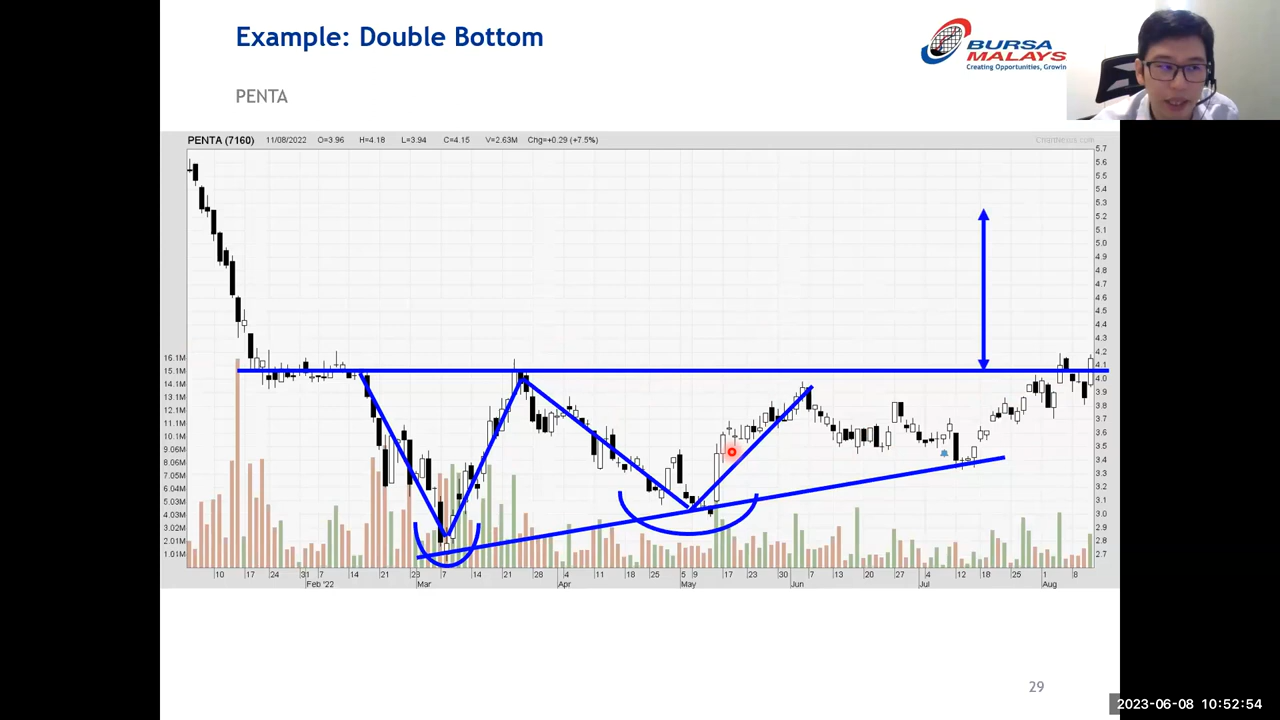 Example: Double Bottom
BURSA
MALAYS
Creating Opportunities, Growin
PENTA
PENTA (7160) 11/08/2022 O=3.96 H=4.18 L=3.94 C=4.15 V=2.63M Chg=+0.29 (+7.5%) ChartNexus.com
5.7
5.6
5.5
5.4
5.3
5.2
5.1
5.0
4.9
4.8
4.7
4.6
4.5
4.4
4.3
4.2
4.1
4.0
3.9
3.8
3.7
3.6
3.5
3.4
3.2
3.1
3.0
2.9
2.8
2.7
16.1M
15.1M
14.1M
13.1M
12.1M
11.1M
10.1M
9.06M
8.06M
7.05M
6.04M
5.03M
4.03M
3.02M
2.01M
1.01M
10 17 24 31 7 14 21 23 7 14 21 28 4 11 18 25 5 9 17 23 30 7 13 20 27 4 12 18 25 1 8
Feb '22 Mar Apr May Jun Jul Aug
29
2023-06-08 10:52:54